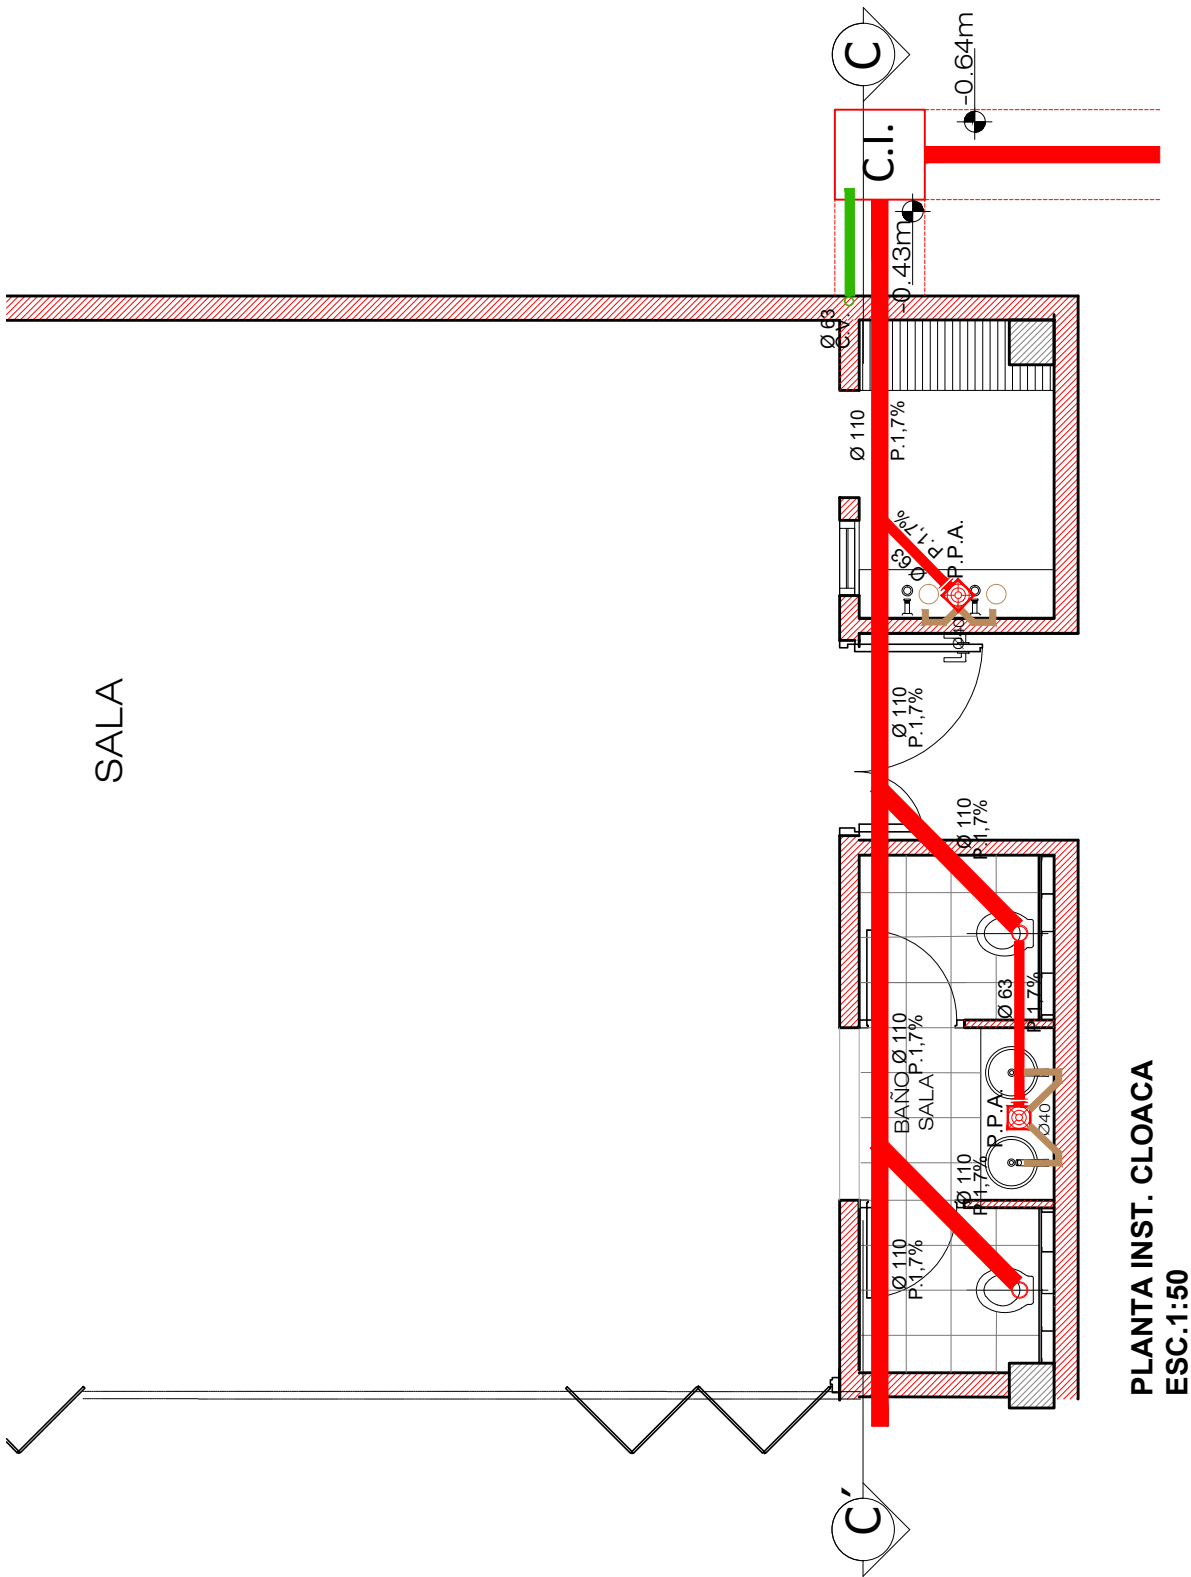 C
-0.64m
C.I.
-0.43m
Ø 63
C.V.
Ø 110
P.1,7%
Ø 63
P.1,7%
P.P.A.
Ø40
SALA
Ø 110
P.1,7%
Ø 110
P.1,7%
Ø 63
P.1,7%
Ø 110
P.1,7%
BAÑO
SALA
P.P.A.
Ø40
Ø 110
P.1,7%
Ø 110
P.1,7%
C'
PLANTA INST. CLOACA
ESC.1:50